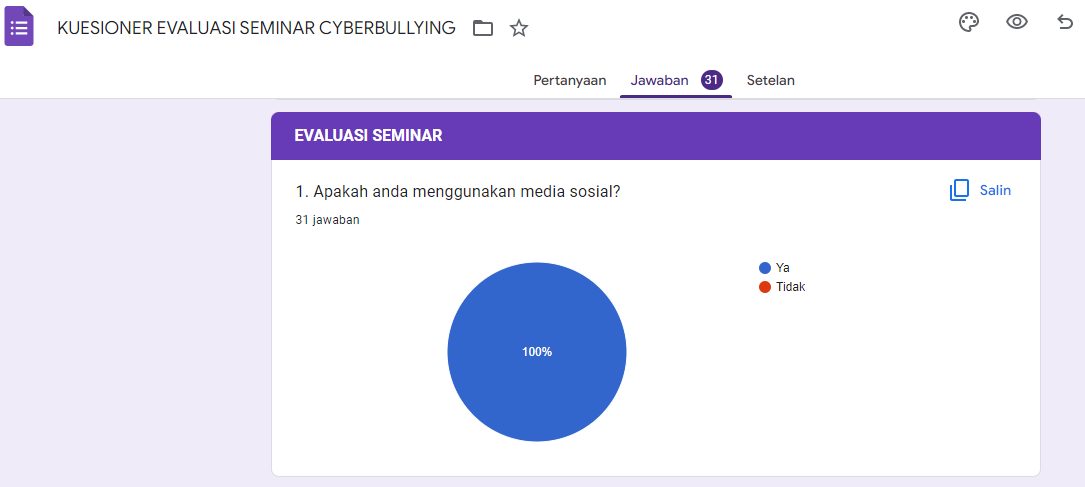 KUESIONER EVALUASI SEMINAR CYBERBULLYING
Pertanyaan Jawaban 31 Setelan
EVALUASI SEMINAR
1. Apakah anda menggunakan media sosial?
Salin
31 jawaban
Ya
Tidak
100%